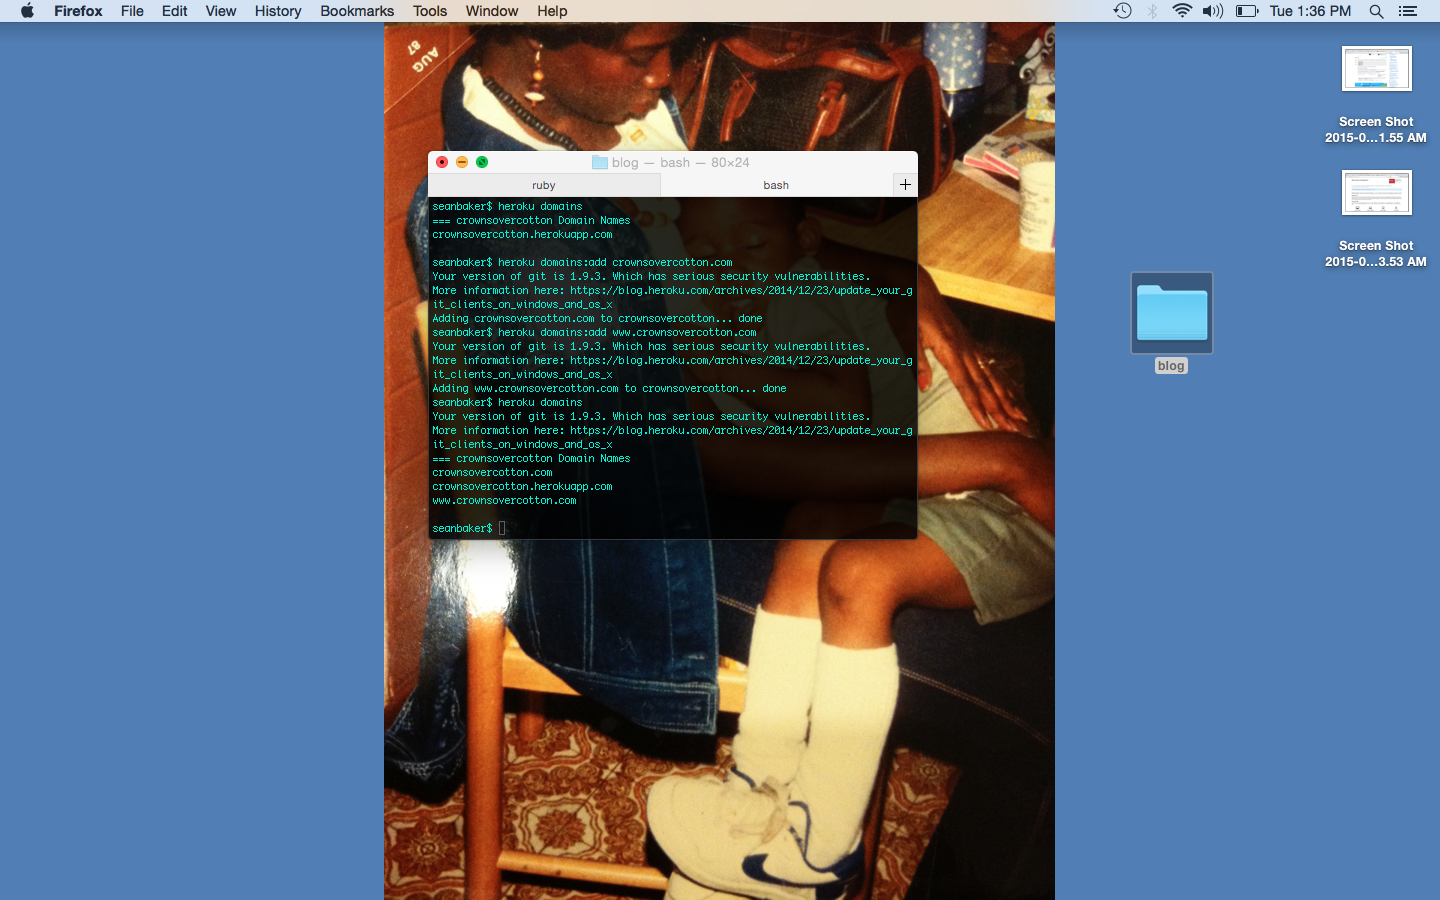 Firefox File Edit View History Bookmarks Tools Window Help Tue 1:36 PM
AUG
87
Screen Shot
2015-0...1.55 AM
Screen Shot
2015-0...3.53 AM
blog
blog — bash — 80×24
ruby bash
seanbaker$ heroku domains
=== crownsovercotton Domain Names
crownsovercotton.herokuapp.com
seanbaker$ heroku domains:add crownsovercotton.com
Your version of git is 1.9.3. Which has serious security vulnerabilities.
More information here: https://blog.heroku.com/archives/2014/12/23/update_your_g
it_clients_on_windows_and_os_x
Adding crownsovercotton.com to crownsovercotton... done
seanbaker$ heroku domains:add www.crownsovercotton.com
Your version of git is 1.9.3. Which has serious security vulnerabilities.
More information here: https://blog.heroku.com/archives/2014/12/23/update_your_g
it_clients_on_windows_and_os_x
Adding www.crownsovercotton.com to crownsovercotton... done
seanbaker$ heroku domains
Your version of git is 1.9.3. Which has serious security vulnerabilities.
More information here: https://blog.heroku.com/archives/2014/12/23/update_your_g
it_clients_on_windows_and_os_x
=== crownsovercotton Domain Names
crownsovercotton.com
crownsovercotton.herokuapp.com
www.crownsovercotton.com
seanbaker$